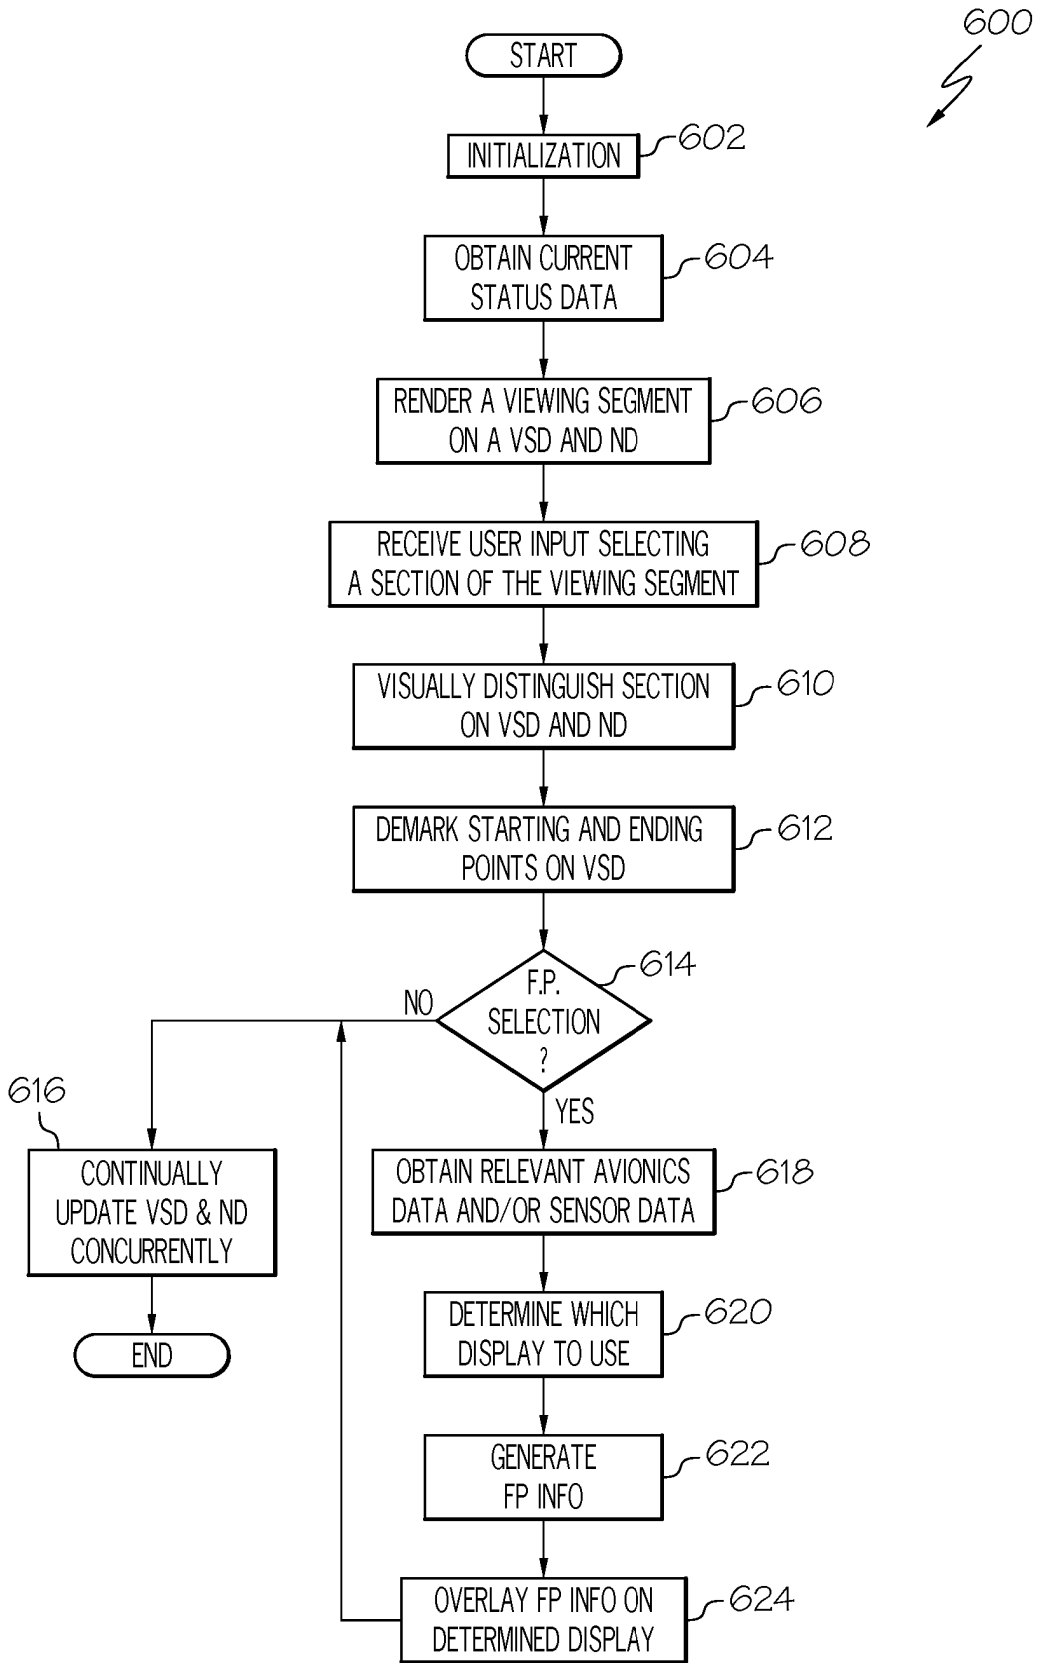 600
START
INITIALIZATION
602
OBTAIN CURRENT
STATUS DATA
604
RENDER A VIEWING SEGMENT
ON A VSD AND ND
606
RECEIVE USER INPUT SELECTING
A SECTION OF THE VIEWING SEGMENT
608
VISUALLY DISTINGUISH SECTION
ON VSD AND ND
610
DEMARK STARTING AND ENDING
POINTS ON VSD
612
F.P.
SELECTION
?
614
NO
YES
616
CONTINUALLY
UPDATE VSD & ND
CONCURRENTLY
END
OBTAIN RELEVANT AVIONICS
DATA AND/OR SENSOR DATA
618
DETERMINE WHICH
DISPLAY TO USE
620
GENERATE
FP INFO
622
OVERLAY FP INFO ON
DETERMINED DISPLAY
624